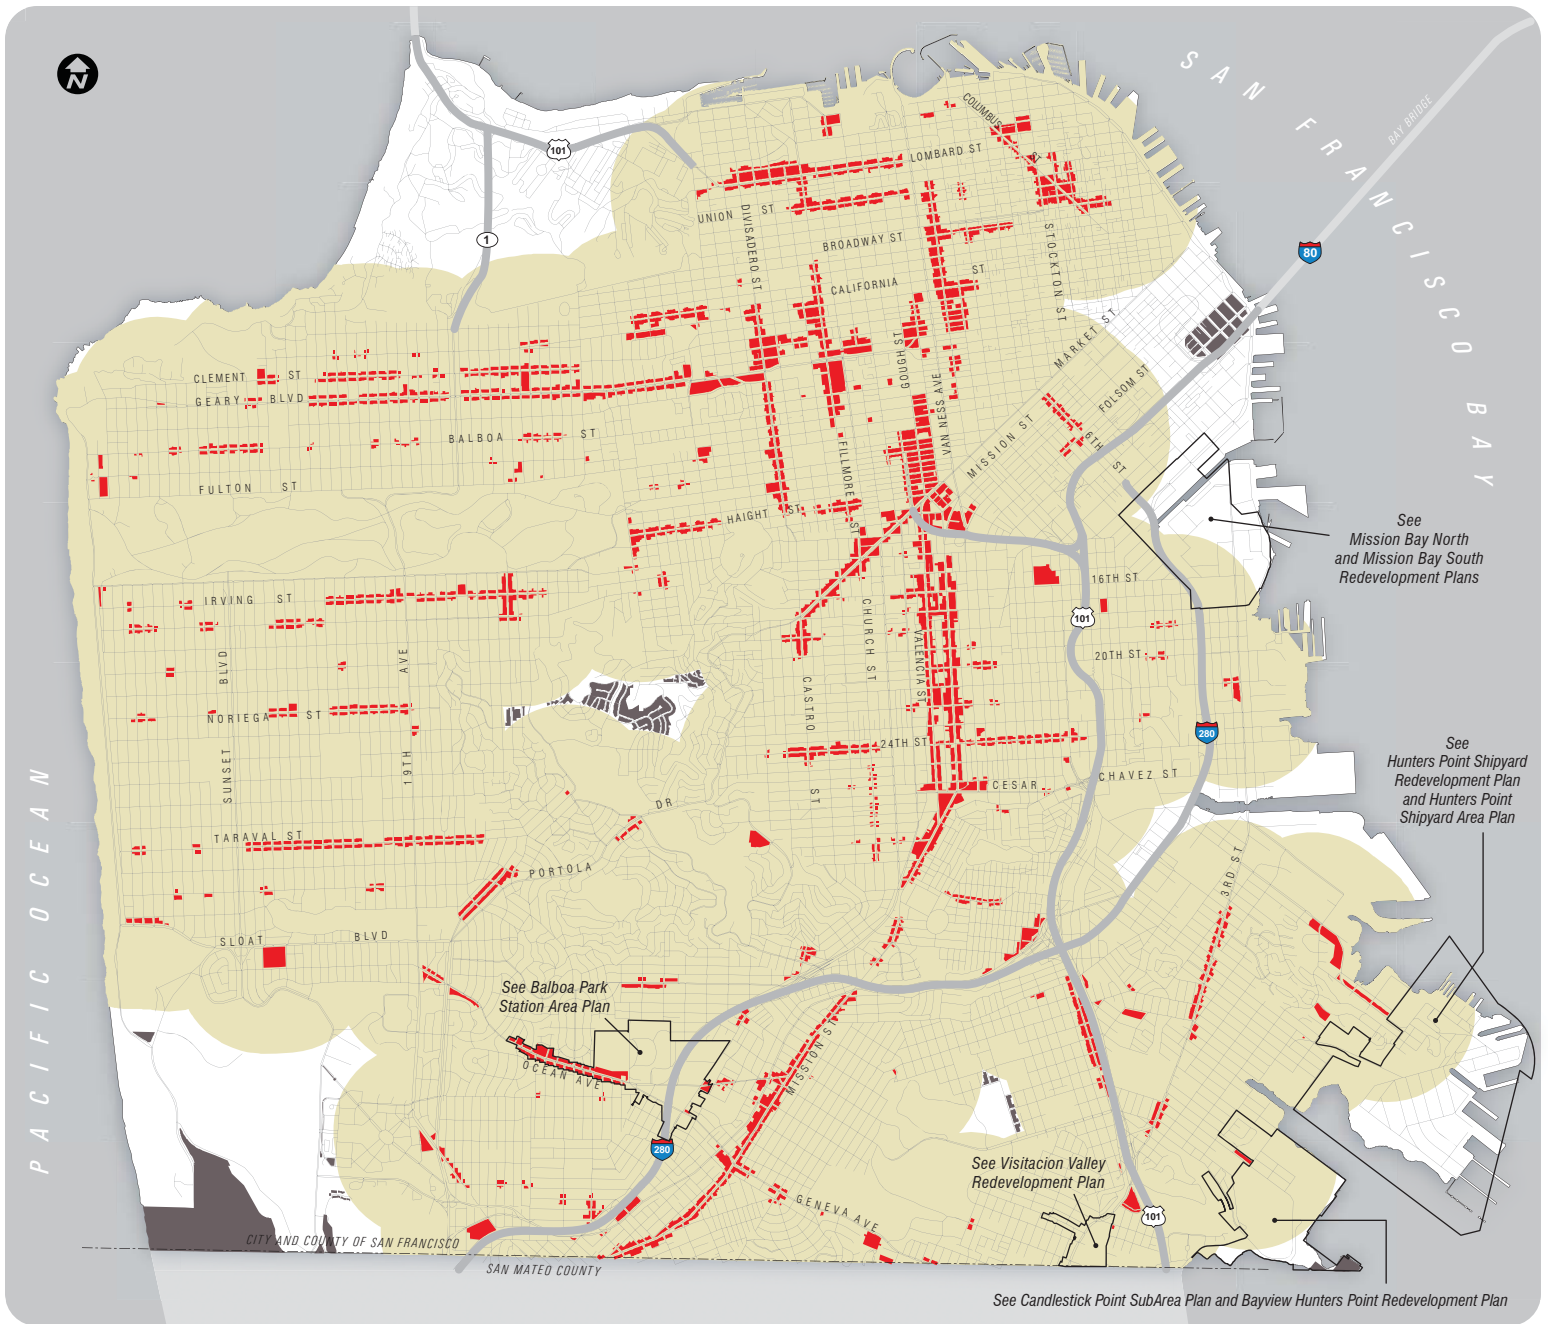 N
SAN FRANCISCO BAY
BAY BRIDGE
COLUMBUS
ST
101
LOMBARD ST
UNION ST
DIVISADERO ST
1
BROADWAY ST
STOCKTON ST
80
CALIFORNIA ST
GOUGH ST
MARKET ST
CLEMENT ST
GEARY BLVD
VAN NESS AVE
FOLSOM ST
BALBOA ST
FILLMORE ST
MISSION ST
6TH ST
FULTON ST
HAIGHT ST
See
Mission Bay North
and Mission Bay South
Redevelopment Plans
16TH ST
IRVING ST
CHURCH ST
101
VALENCIA ST
20TH ST
SUNSET BLVD
19TH AVE
CASTRO ST
NORIEGA ST
24TH ST
280
See
Hunters Point Shipyard
Redevelopment Plan
and Hunters Point
Shipyard Area Plan
CESAR CHAVEZ ST
PACIFIC OCEAN
TARAVAL ST
PORTOLA DR
3RD ST
SLOAT BLVD
See Balboa Park
Station Area Plan
OCEAN AVE
MISSION ST
280
See Visitacion Valley
Redevelopment Plan
GENEVA AVE
101
CITY AND COUNTY OF SAN FRANCISCO
SAN MATEO COUNTY
See Candlestick Point SubArea Plan and Bayview Hunters Point Redevelopment Plan